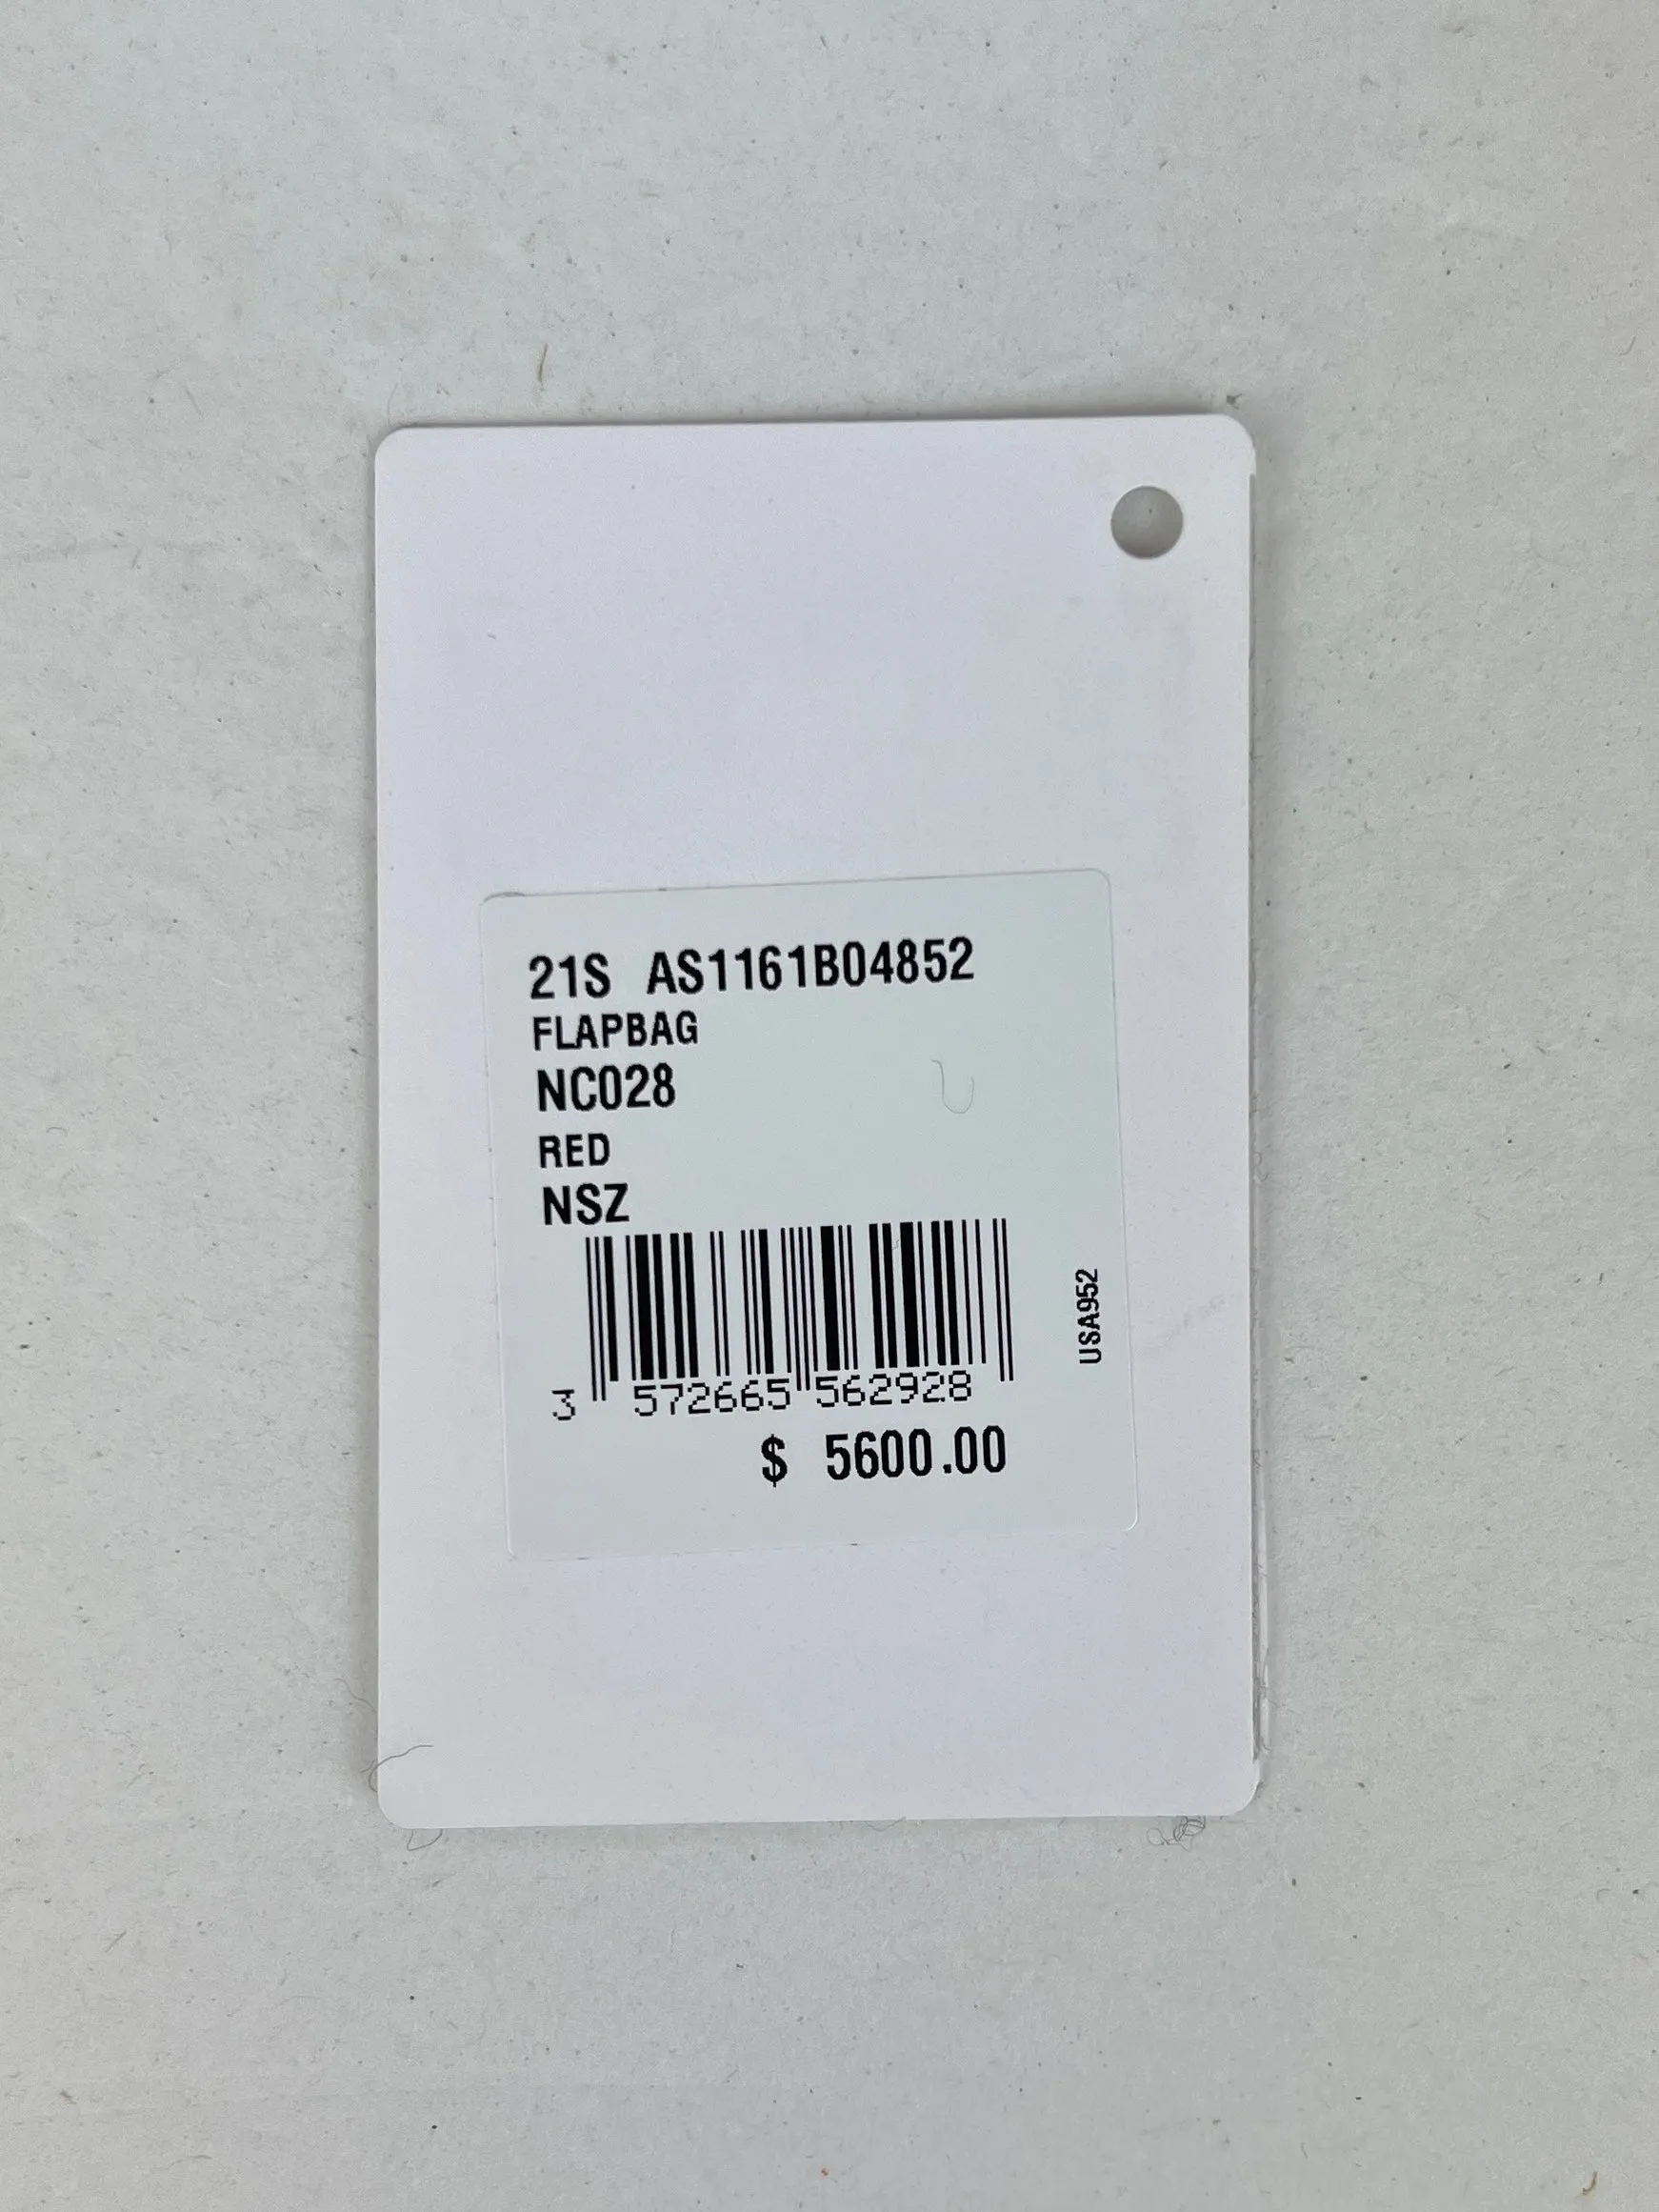 21S AS1161B04852
FLAPBAG
NC028
RED
NSZ
USA952
3 572665 562928
$ 5600.00